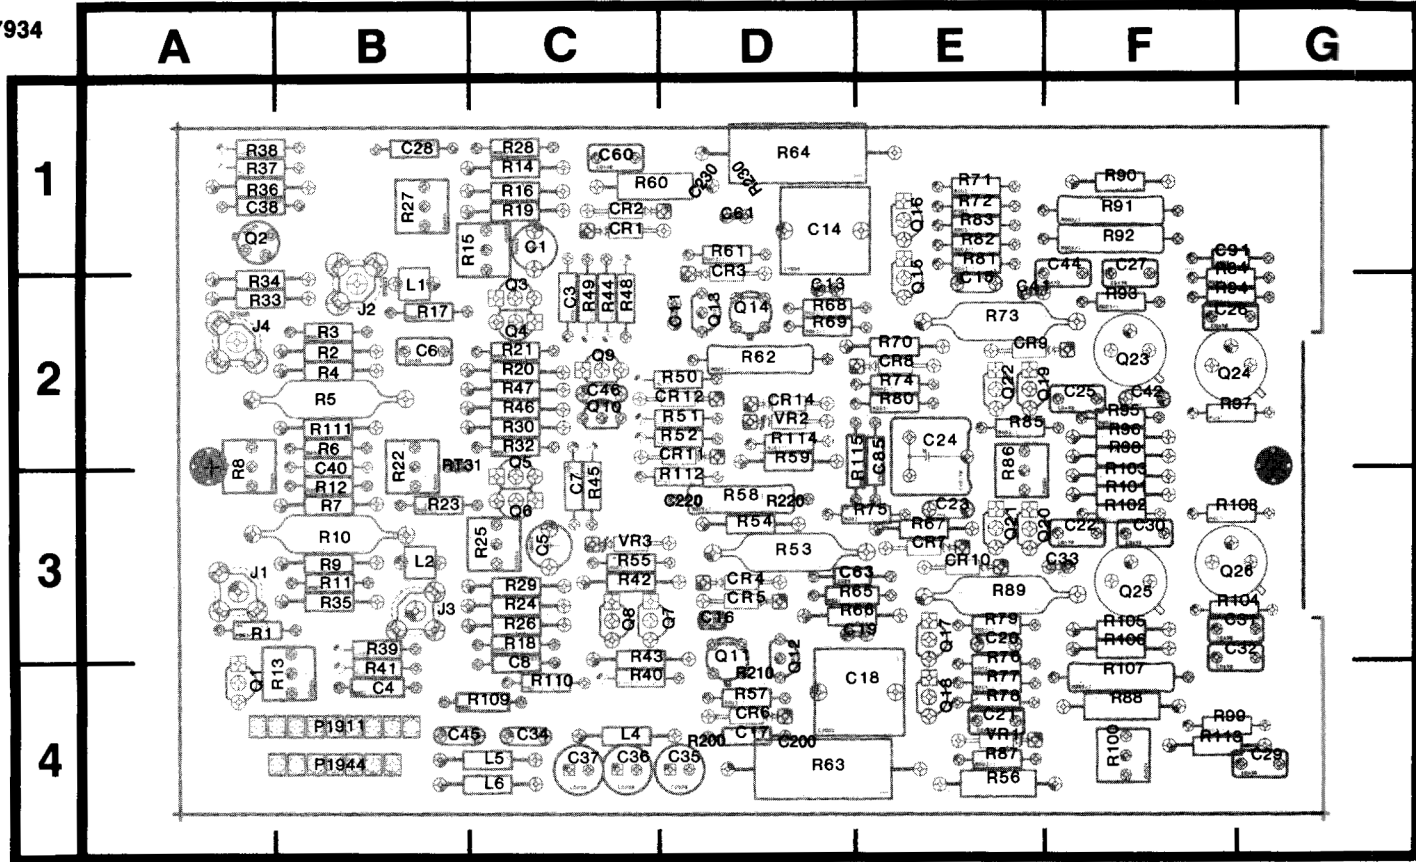 7934
A B C D E F G
1
R38 C28 R28 C60 R64
R37 R14
R36 R27 R16 R60 C230 R230 R71 R90
C38 R19 CR2 C61 C14 Q16 R72 R91
Q2 R15 C1 CR1 R83 R92
R82
R61 R81 C91
R34 L1 CR3 Q15 C44 C27
R33 J2 R17 Q3 C3 R49 R44 R48 Q13 Q14 C13 R68 R93 R94
J4 R3 Q4 R69 R73 C26
2
R2 C6 R21 Q9 R62 R70 CR9 Q23 Q24
R4 R20 R50 CR8
R5 R47 C46 CR12 CR14 R74 Q22 Q19 C25 C42
R46 Q10 R51 VR2 R80 R85 R95 R97
R111 R30 R52 R114 C24 R96
R8 R6 R22 R32 CR11 R59 R115 C85 R86 R98
C40 RT31 Q5 C7 R45 R112 R103
R12 R58 R101
R7 R23 Q6 C220 R220 R75 C23 R102 R108
3
R10 R25 C5 R54 R67 Q21 Q20 C22 C30
L2 VR3 R53 CR7
R9 R55 C63 CR10 C33 Q26
J1 R11 R29 R42 CR4 R65 R89 Q25
R35 J3 R24 Q8 Q7 CR5 R66 R104
R1 R26 C16 Q17 R79 R105 C31
R39 R18 Q12 C20 R106
Q1 R13 R41 C8 R43 Q11 R76 C32
C4 R110 R40 R210 C18 R77 R107
R109 R57 Q18 R78 R88
4
P1911 CR6 C21 R99
C45 C34 L4 R200 C17 C200 VR1 R100
P1944 L5 C37 C36 C35 R63 R87 C29
L6 R56